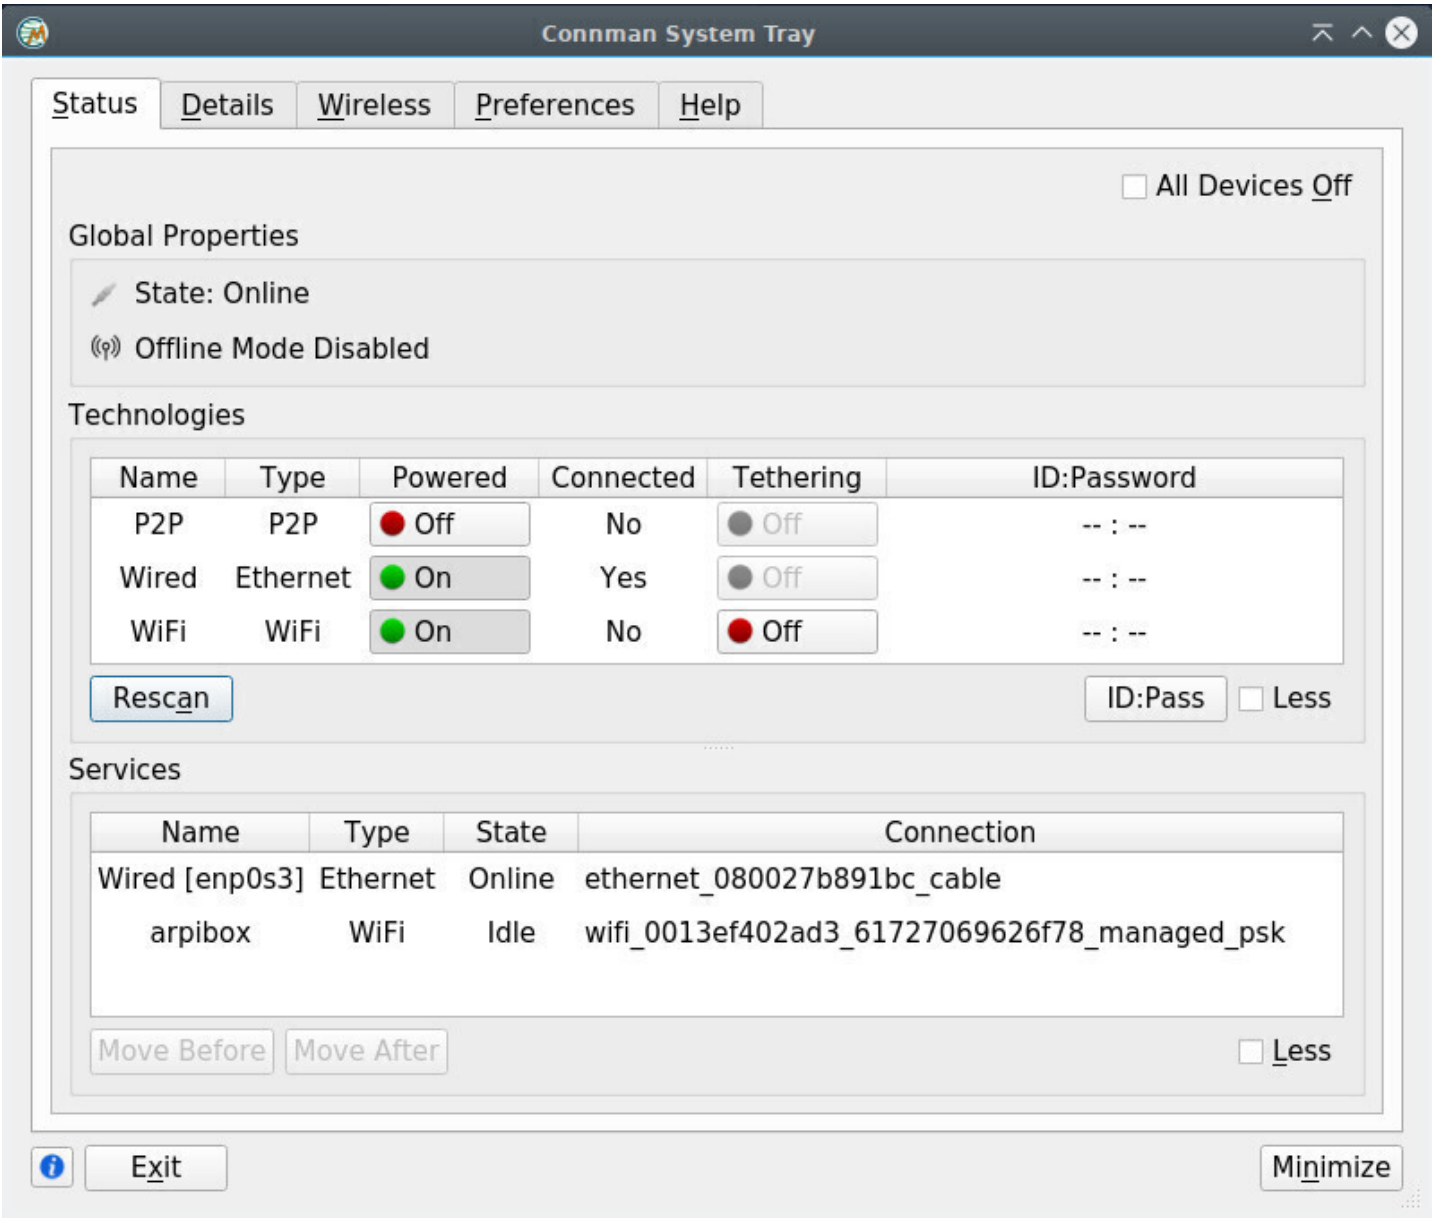 Connman System Tray
Status Details Wireless Preferences Help
All Devices Off
Global Properties
State: Online
Offline Mode Disabled
Technologies
Name Type Powered Connected Tethering ID:Password
P2P P2P Off No Off -- : --
Wired Ethernet On Yes Off -- : --
WiFi WiFi On No Off -- : --
Rescan ID:Pass Less
Services
Name Type State Connection
Wired [enp0s3] Ethernet Online ethernet_080027b891bc_cable
arpibox WiFi Idle wifi_0013ef402ad3_61727069626f78_managed_psk
Move Before Move After Less
Exit Minimize